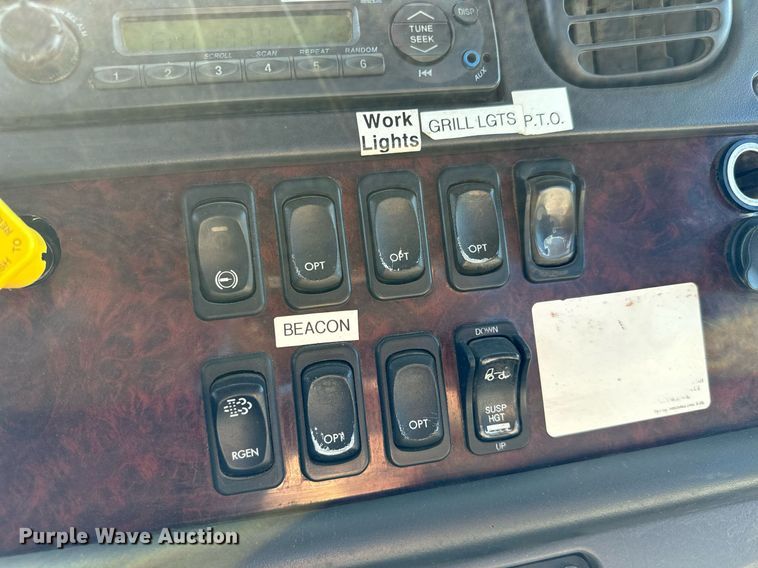 DISP
TUNE
SEEK
SCROLL SCAN REPEAT RANDOM
1 2 3 4 5 6
AUX
Work
Lights
GRILL LGTS
P.T.O.
OPT OPT OPT
BEACON
DOWN
RGEN
OPT
OPT
SUSP
HGT
UP
Purple Wave Auction